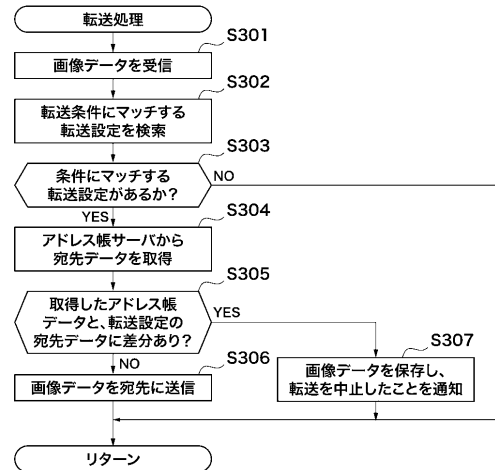 転送処理
S301
画像データを受信
S302
転送条件にマッチする
転送設定を検索
S303
条件にマッチする
転送設定があるか?
NO
YES
S304
アドレス帳サーバから
宛先データを取得
S305
取得したアドレス帳
データと、転送設定の
宛先データに差分あり?
YES
NO
S306
画像データを宛先に送信
S307
画像データを保存し、
転送を中止したことを通知
リターン